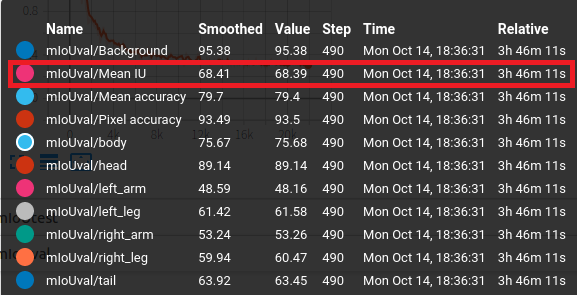 0.8
Name Smoothed Value Step Time Relative
mIoUval/Background 95.38 95.38 490 Mon Oct 14, 18:36:31 3h 46m 11s
mIoUval/Mean IU 68.41 68.39 490 Mon Oct 14, 18:36:31 3h 46m 11s
mIoUval/Mean accuracy 79.7 79.4 490 Mon Oct 14, 18:36:31 3h 46m 11s
mIoUval/Pixel accuracy 93.49 93.5 490 Mon Oct 14, 18:36:31 3h 46m 11s
4k 8k 12k 16k 20k
mIoUval/body 75.67 75.68 490 Mon Oct 14, 18:36:31 3h 46m 11s
mIoUval/head 89.14 89.14 490 Mon Oct 14, 18:36:31 3h 46m 11s
mIoUval/left_arm 48.59 48.16 490 Mon Oct 14, 18:36:31 3h 46m 11s
mIoUval/left_leg 61.42 61.58 490 Mon Oct 14, 18:36:31 3h 46m 11s
mIoUval/right_arm 53.24 53.26 490 Mon Oct 14, 18:36:31 3h 46m 11s
mIoUval/right_leg 59.94 60.47 490 Mon Oct 14, 18:36:31 3h 46m 11s
mIoUval/tail 63.92 63.45 490 Mon Oct 14, 18:36:31 3h 46m 11s